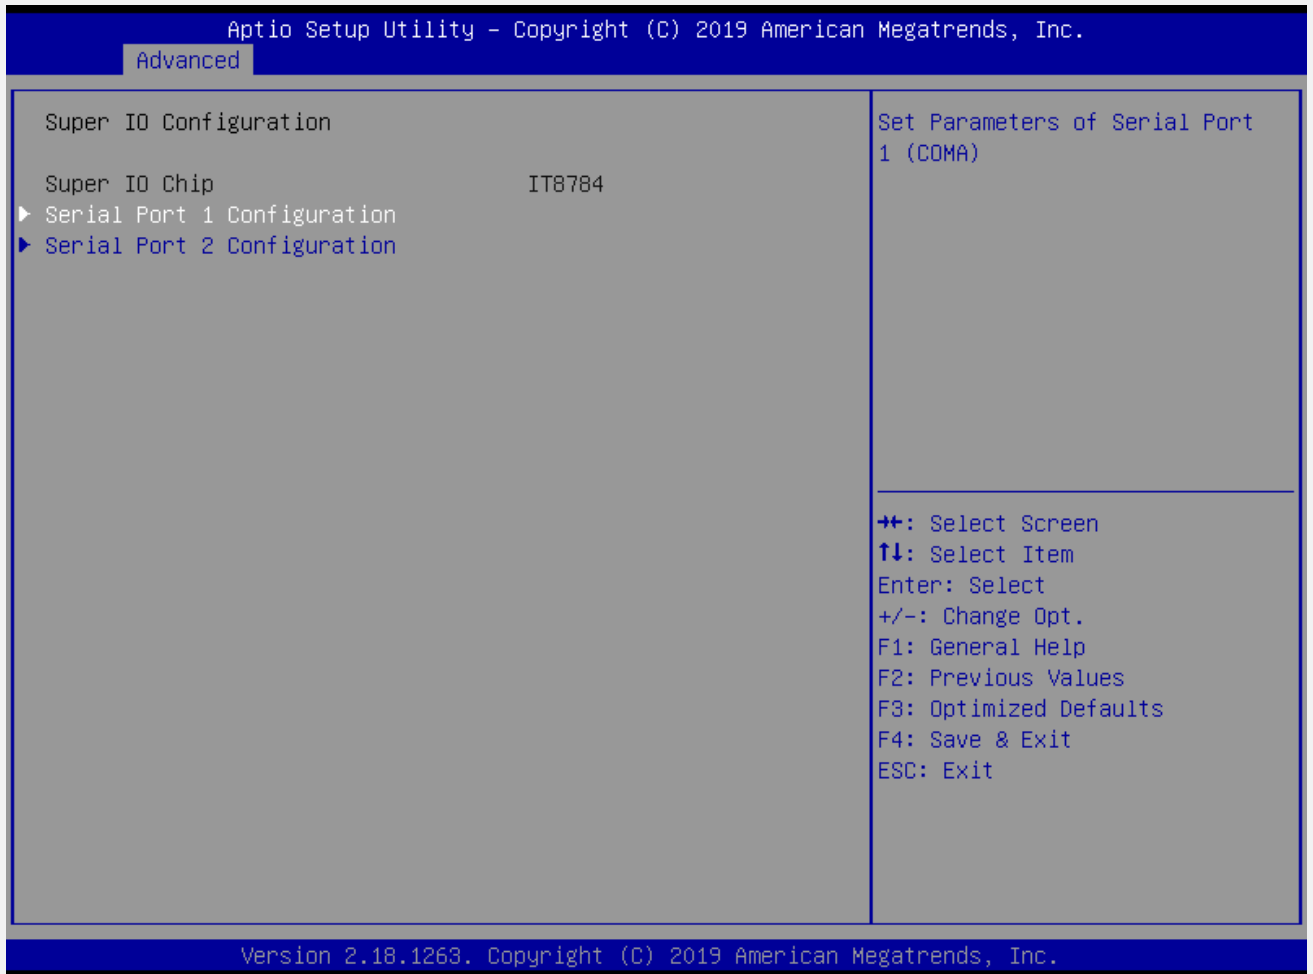 Aptio Setup Utility – Copyright (C) 2019 American Megatrends, Inc.
Advanced
Super IO Configuration
Super IO Chip IT8784
▶ Serial Port 1 Configuration
▶ Serial Port 2 Configuration
Set Parameters of Serial Port
1 (COMA)
→←: Select Screen
↑↓: Select Item
Enter: Select
+/-: Change Opt.
F1: General Help
F2: Previous Values
F3: Optimized Defaults
F4: Save & Exit
ESC: Exit
Version 2.18.1263. Copyright (C) 2019 American Megatrends, Inc.